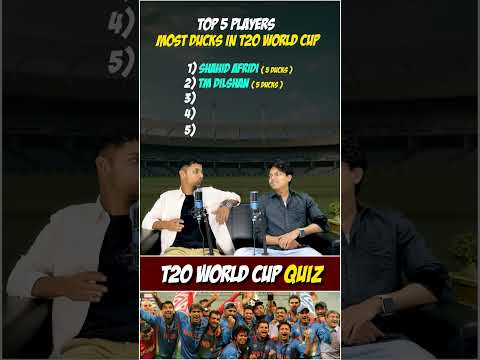 TOP 5 PLAYERS
MOST DUCKS IN T20 WORLD CUP
1) SHAHID AFRIDI ( 5 DUCKS )
2) TM DILSHAN ( 5 DUCKS )
3)
4)
5)
T20 WORLD CUP QUIZ